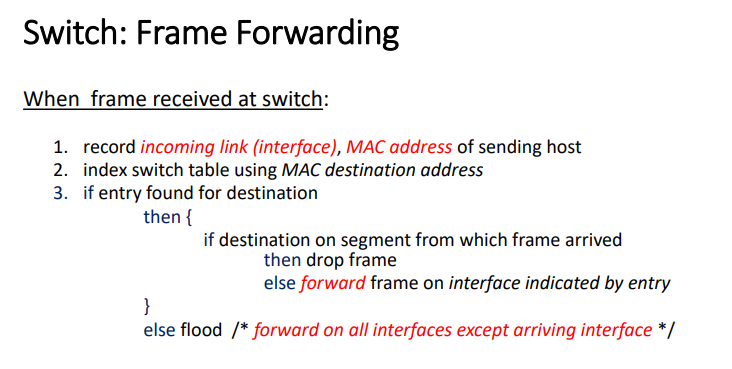 Switch: Frame Forwarding
When frame received at switch:
1. record incoming link (interface), MAC address of sending host
2. index switch table using MAC destination address
3. if entry found for destination
then {
if destination on segment from which frame arrived
then drop frame
else forward frame on interface indicated by entry
}
else flood /* forward on all interfaces except arriving interface */